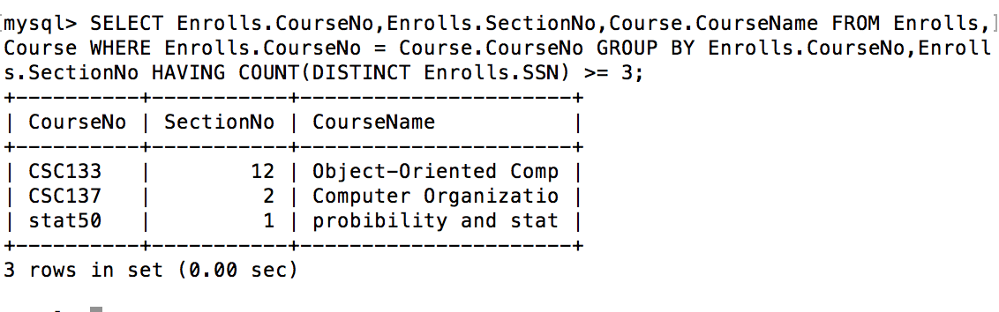 mysql> SELECT Enrolls.CourseNo,Enrolls.SectionNo,Course.CourseName FROM Enrolls,
Course WHERE Enrolls.CourseNo = Course.CourseNo GROUP BY Enrolls.CourseNo,Enroll
s.SectionNo HAVING COUNT(DISTINCT Enrolls.SSN) >= 3;
+----------+-----------+----------------------+
| CourseNo | SectionNo | CourseName           |
+----------+-----------+----------------------+
| CSC133   |        12 | Object-Oriented Comp |
| CSC137   |         2 | Computer Organizatio |
| stat50   |         1 | probibility and stat |
+----------+-----------+----------------------+
3 rows in set (0.00 sec)